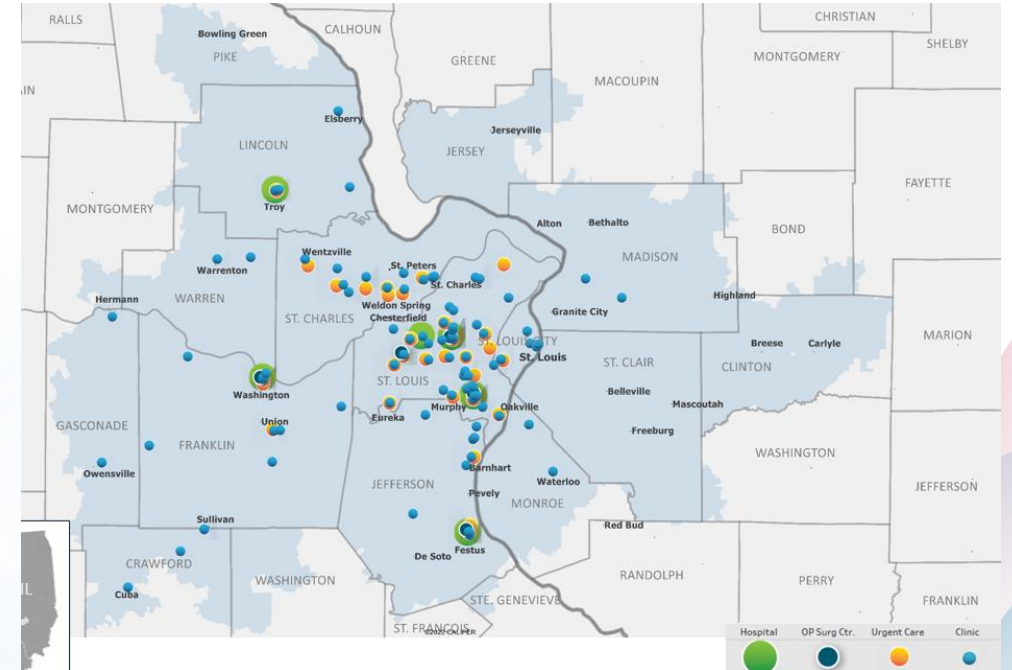 RALLS
CALHOUN
CHRISTIAN
Bowling Green
PIKE
GREENE
MONTGOMERY
SHELBY
IN
MACOUPIN
Elsberry
Jerseyville
LINCOLN
JERSEY
FAYETTE
MONTGOMERY
Troy
Alton
Bethalto
BOND
MADISON
Wentzville
St. Peters
Warrenton
St. Charles
Hermann
WARREN
Weldon Spring
Highland
ST. CHARLES
Chesterfield
Granite City
MARION
ST. LOUIS CITY
Breese
Carlyle
St. Louis
ST. CLAIR
CLINTON
ST. LOUIS
Washington
Belleville
Mascoutah
Murphy
Oakville
Eureka
Union
GASCONADE
Freeburg
FRANKLIN
WASHINGTON
Barnhart
Owensville
Waterloo
JEFFERSON
JEFFERSON
Pevely
MONROE
Sullivan
Red Bud
Festus
De Soto
CRAWFORD
RANDOLPH
WASHINGTON
PERRY
Cuba
IL
STE. GENEVIEVE
FRANKLIN
ST. FRANCOIS
©2022 CALIPER
Hospital OP Surg Ctr. Urgent Care Clinic